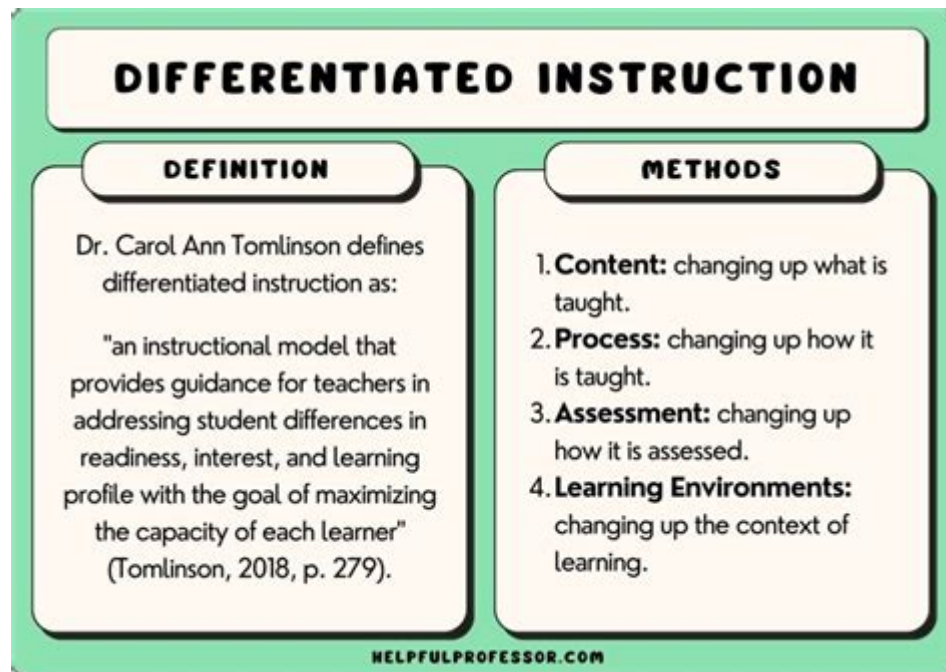 DIFFERENTIATED INSTRUCTION
DEFINITION
Dr. Carol Ann Tomlinson defines
differentiated instruction as:
"an instructional model that
provides guidance for teachers in
addressing student differences in
readiness, interest, and learning
profile with the goal of maximizing
the capacity of each learner"
(Tomlinson, 2018, p. 279).
METHODS
1. Content: changing up what is
taught.
2. Process: changing up how it
is taught.
3. Assessment: changing up
how it is assessed.
4. Learning Environments:
changing up the context of
learning.
HELPFULPROFESSOR.COM